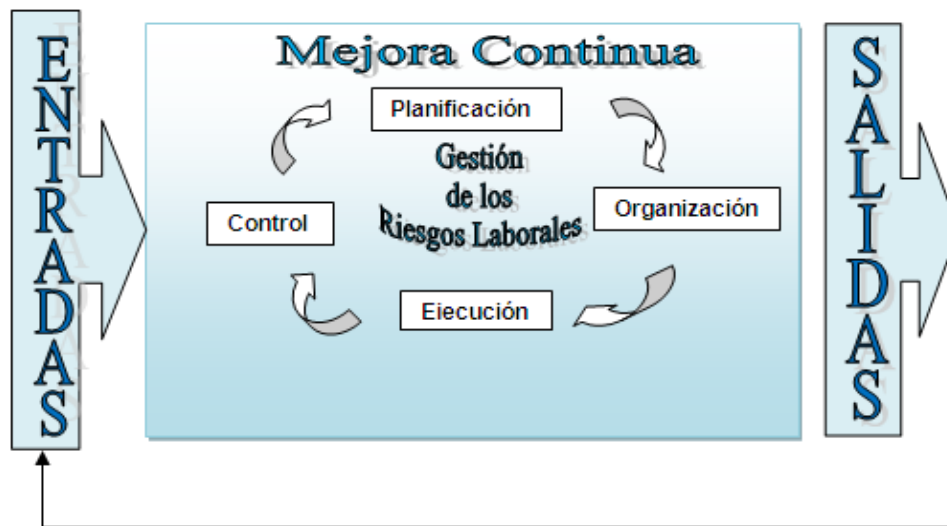 ENTRADAS
Mejora Continua
Planificación
Gestión
de los
Riesgos Laborales
Control
Organización
Eiecución
SALIDAS